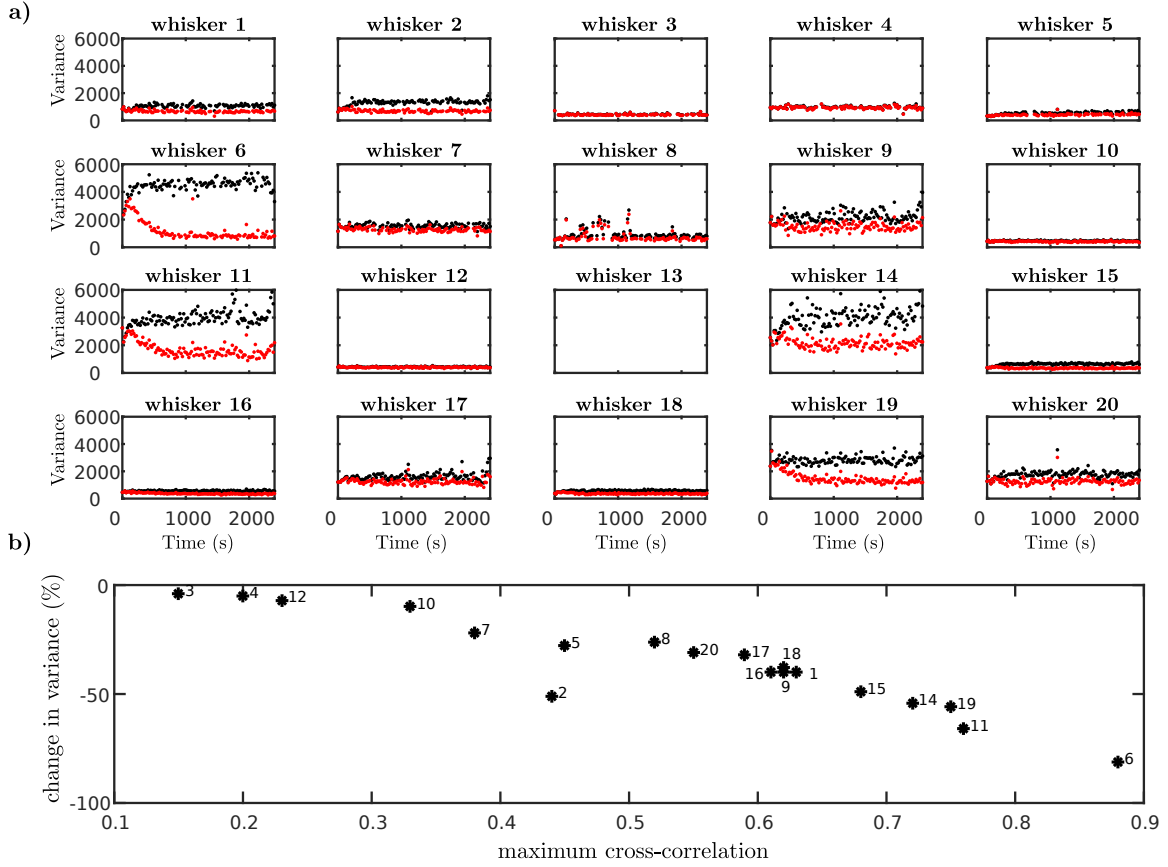 a)
whisker 1 whisker 2 whisker 3 whisker 4 whisker 5
6000
4000
2000
0
Variance
whisker 6 whisker 7 whisker 8 whisker 9 whisker 10
6000
4000
2000
0
Variance
whisker 11 whisker 12 whisker 13 whisker 14 whisker 15
6000
4000
2000
0
Variance
whisker 16 whisker 17 whisker 18 whisker 19 whisker 20
6000
4000
2000
0
Variance
0 1000 2000 0 1000 2000 0 1000 2000 0 1000 2000 0 1000 2000
Time (s) Time (s) Time (s) Time (s) Time (s)
b)
change in variance (%)
0
-50
-100
3 4 12 10 7 2 5 8 20 17 16 18 9 1 15 14 19 11 6
0.1 0.2 0.3 0.4 0.5 0.6 0.7 0.8 0.9
maximum cross-correlation